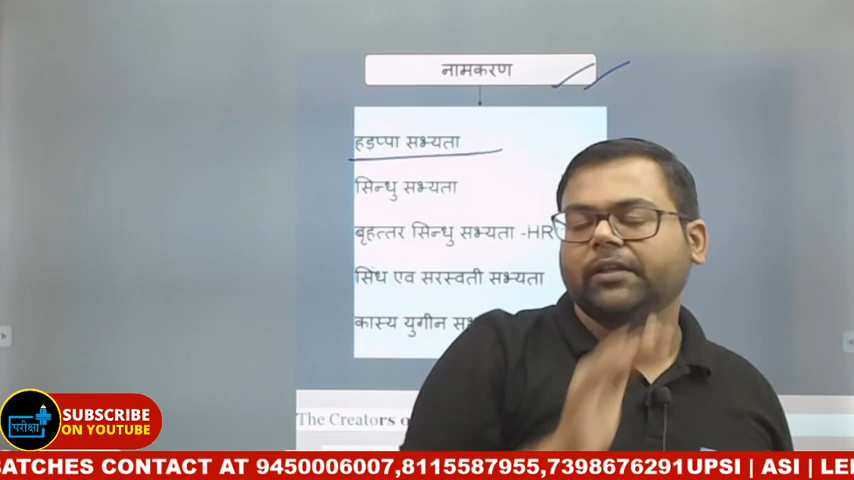 नामकरण
हड़प्पा सभ्यता
सिन्धु सभ्यता
बृहत्तर सिन्धु सभ्यता -HR
सिंध एव सरस्वती सभ्यता
कास्य युगीन
The Creators
परीक्षा
SUBSCRIBE
ON YOUTUBE
BATCHES CONTACT AT 9450006007,8115587955,7398676291UPSI | ASI |